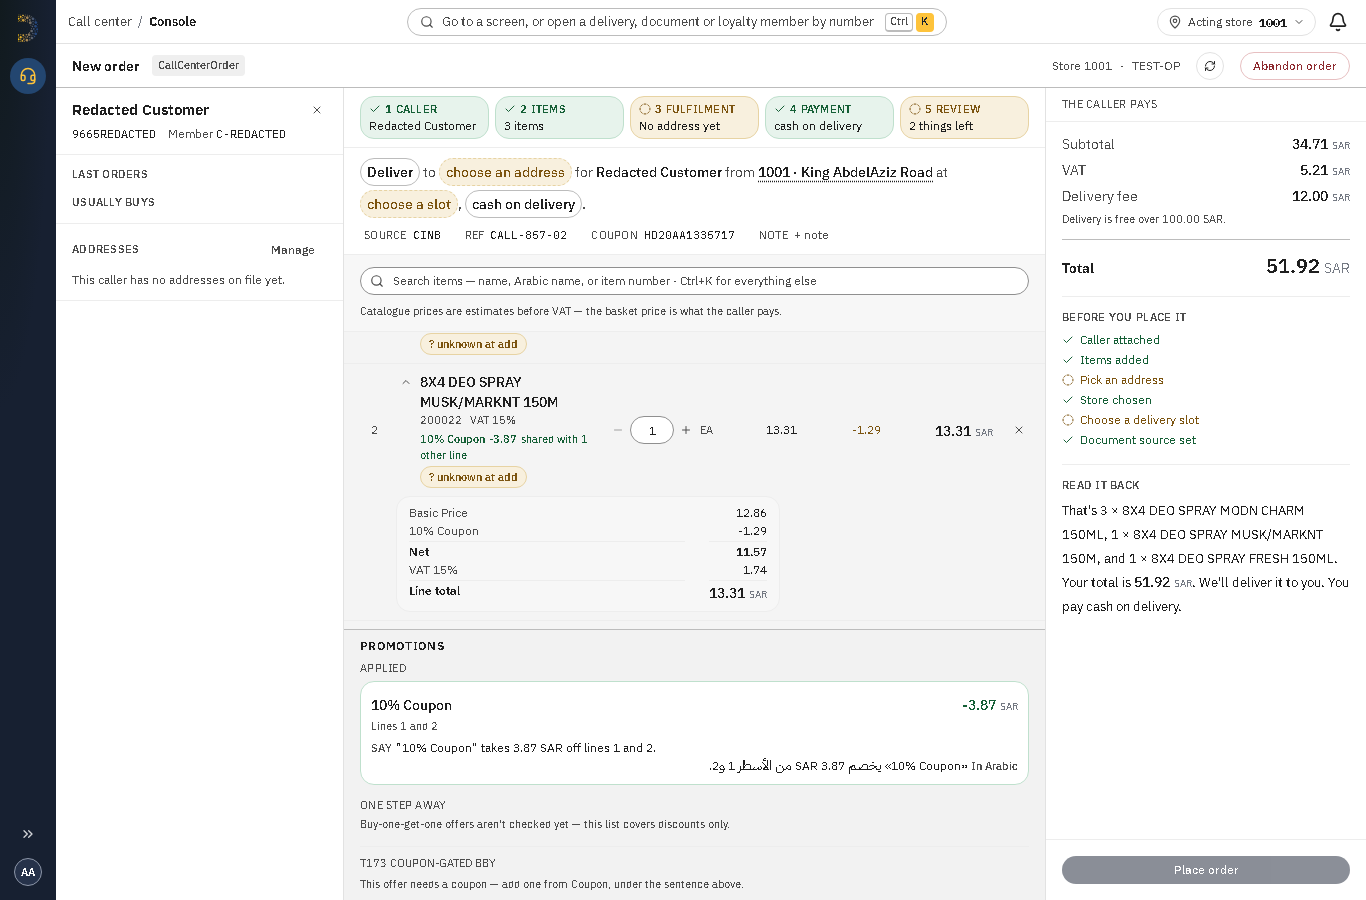 Call center / Console
Go to a screen, or open a delivery, document or loyalty member by number Ctrl K
Acting store 1001
New order CallCenterOrder
Store 1001 · TEST-OP
Abandon order
Redacted Customer
9665REDACTED Member C-REDACTED
LAST ORDERS
USUALLY BUYS
ADDRESSES Manage
This caller has no addresses on file yet.
1 CALLER
Redacted Customer
2 ITEMS
3 items
3 FULFILMENT
No address yet
4 PAYMENT
cash on delivery
5 REVIEW
2 things left
Deliver to choose an address for Redacted Customer from 1001 · King AbdelAziz Road at
choose a slot , cash on delivery .
SOURCE CINB REF CALL-867-02 COUPON HD20AA1335717 NOTE + note
Search items — name, Arabic name, or item number · Ctrl+K for everything else
Catalogue prices are estimates before VAT — the basket price is what the caller pays.
? unknown at add
8X4 DEO SPRAY
MUSK/MARKNT 150M
200022 VAT 15%
2 − 1 + EA 13.31 -1.29 13.31 SAR
10% Coupon -3.87 shared with 1
other line
? unknown at add
Basic Price 12.86
10% Coupon -1.29
Net 11.57
VAT 15% 1.74
Line total 13.31 SAR
PROMOTIONS
APPLIED
10% Coupon -3.87 SAR
Lines 1 and 2
SAY "10% Coupon" takes 3.87 SAR off lines 1 and 2.
In Arabic «10% Coupon» يخصم 3.87 SAR من الأسطر 1 و2.
ONE STEP AWAY
Buy-one-get-one offers aren't checked yet — this list covers discounts only.
T173 COUPON-GATED BBY
This offer needs a coupon — add one from Coupon, under the sentence above.
THE CALLER PAYS
Subtotal 34.71 SAR
VAT 5.21 SAR
Delivery fee 12.00 SAR
Delivery is free over 100.00 SAR.
Total 51.92 SAR
BEFORE YOU PLACE IT
Caller attached
Items added
Pick an address
Store chosen
Choose a delivery slot
Document source set
READ IT BACK
That's 3 × 8X4 DEO SPRAY MODN CHARM
150ML, 1 × 8X4 DEO SPRAY MUSK/MARKNT
150M, and 1 × 8X4 DEO SPRAY FRESH 150ML.
Your total is 51.92 SAR. We'll deliver it to you. You
pay cash on delivery.
Place order
AA